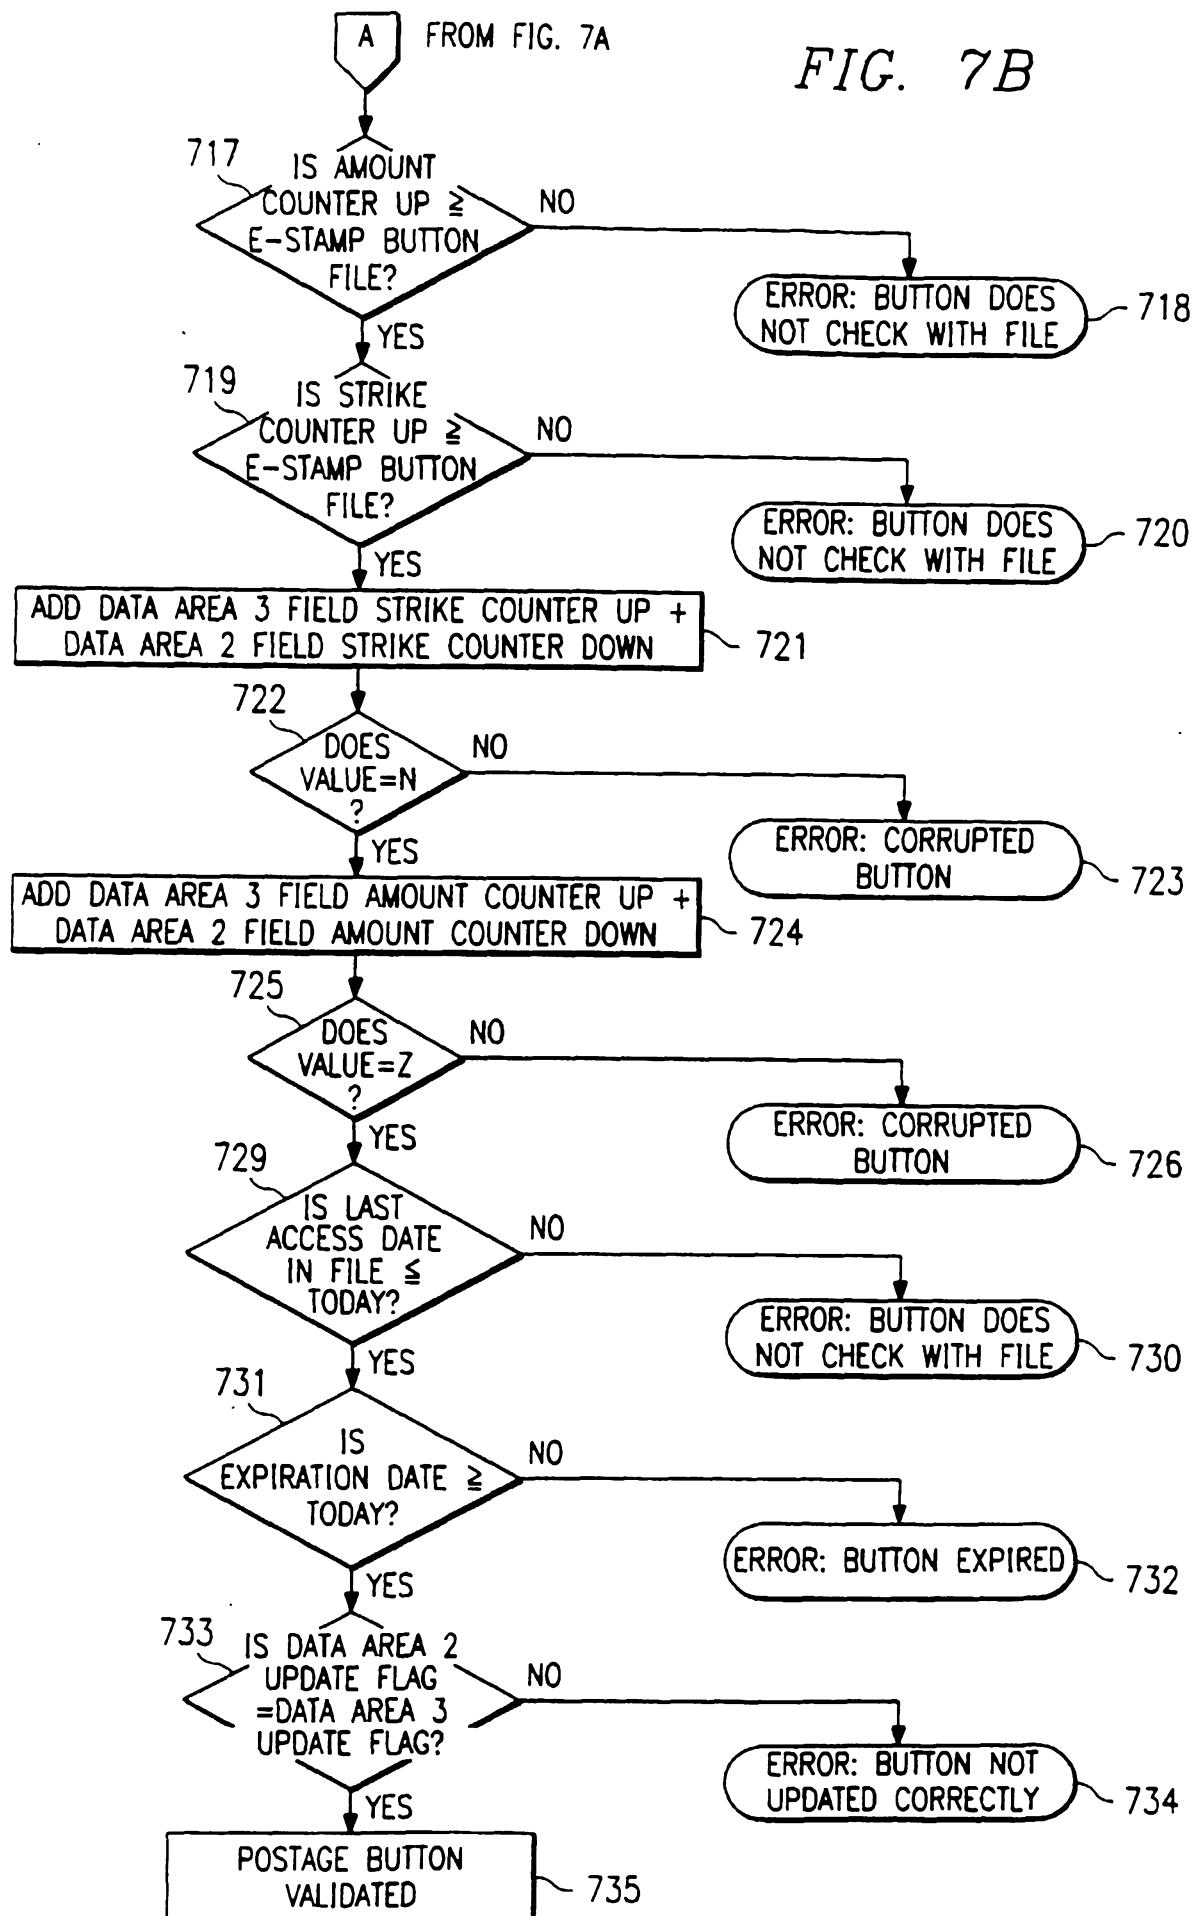 A FROM FIG. 7A
FIG. 7B
717
IS AMOUNT
COUNTER UP ≧
E-STAMP BUTTON
FILE?
NO
YES
ERROR: BUTTON DOES
NOT CHECK WITH FILE
718
719
IS STRIKE
COUNTER UP ≧
E-STAMP BUTTON
FILE?
NO
YES
ERROR: BUTTON DOES
NOT CHECK WITH FILE
720
ADD DATA AREA 3 FIELD STRIKE COUNTER UP +
DATA AREA 2 FIELD STRIKE COUNTER DOWN
721
722
DOES
VALUE=N
?
NO
YES
ERROR: CORRUPTED
BUTTON
723
ADD DATA AREA 3 FIELD AMOUNT COUNTER UP +
DATA AREA 2 FIELD AMOUNT COUNTER DOWN
724
725
DOES
VALUE=Z
?
NO
YES
ERROR: CORRUPTED
BUTTON
726
729
IS LAST
ACCESS DATE
IN FILE ≦
TODAY?
NO
YES
ERROR: BUTTON DOES
NOT CHECK WITH FILE
730
731
IS
EXPIRATION DATE ≧
TODAY?
NO
YES
ERROR: BUTTON EXPIRED
732
733
IS DATA AREA 2
UPDATE FLAG
=DATA AREA 3
UPDATE FLAG?
NO
YES
ERROR: BUTTON NOT
UPDATED CORRECTLY
734
POSTAGE BUTTON
VALIDATED
735